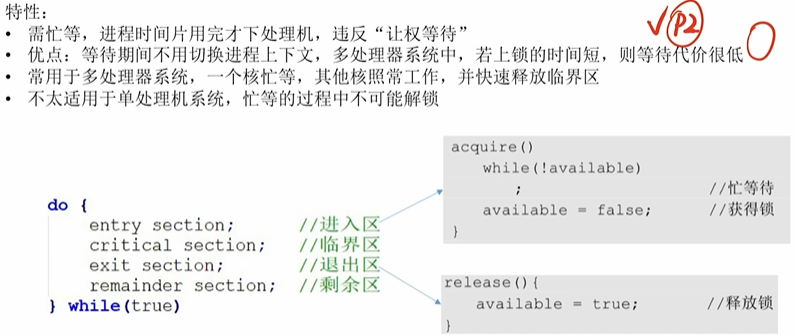 特性：
• 需忙等，进程时间片用完才下处理机，违反“让权等待”
• 优点：等待期间不用切换进程上下文，多处理器系统中，若上锁的时间短，则等待代价很低
• 常用于多处理器系统，一个核忙等，其他核照常工作，并快速释放临界区
• 不太适用于单处理机系统，忙等的过程中不可能解锁
√ P2
do {
entry section; //进入区
critical section; //临界区
exit section; //退出区
remainder section; //剩余区
} while(true)
acquire()
while(!available)
; //忙等待
available = false; //获得锁
}
release(){
available = true; //释放锁
}